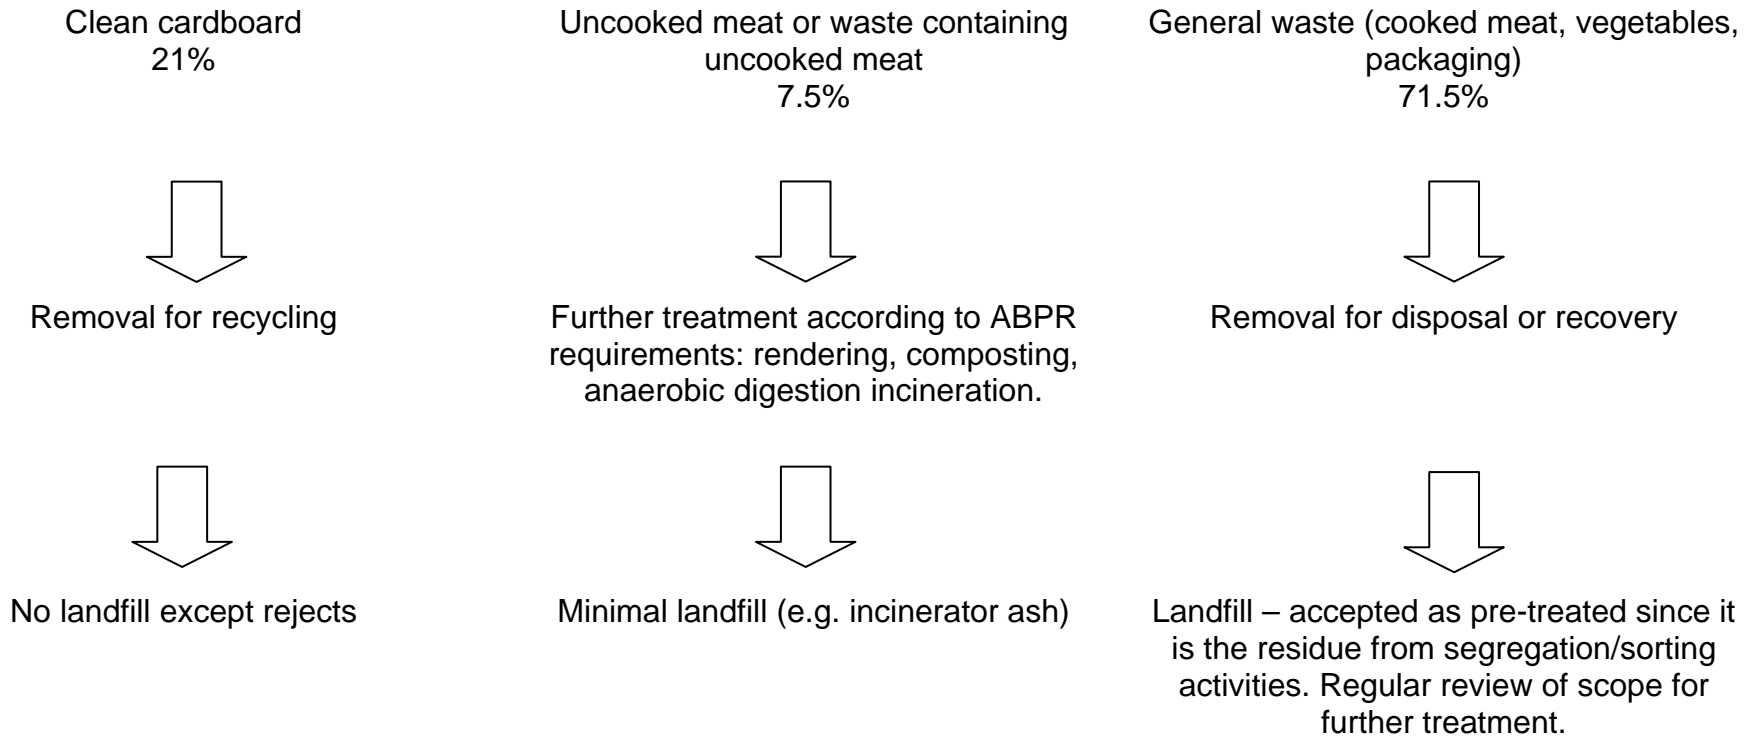 Clean cardboard
21%
Uncooked meat or waste containing
uncooked meat
7.5%
General waste (cooked meat, vegetables,
packaging)
71.5%
Removal for recycling
Further treatment according to ABPR
requirements: rendering, composting,
anaerobic digestion incineration.
Removal for disposal or recovery
No landfill except rejects
Minimal landfill (e.g. incinerator ash)
Landfill – accepted as pre-treated since it
is the residue from segregation/sorting
activities. Regular review of scope for
further treatment.